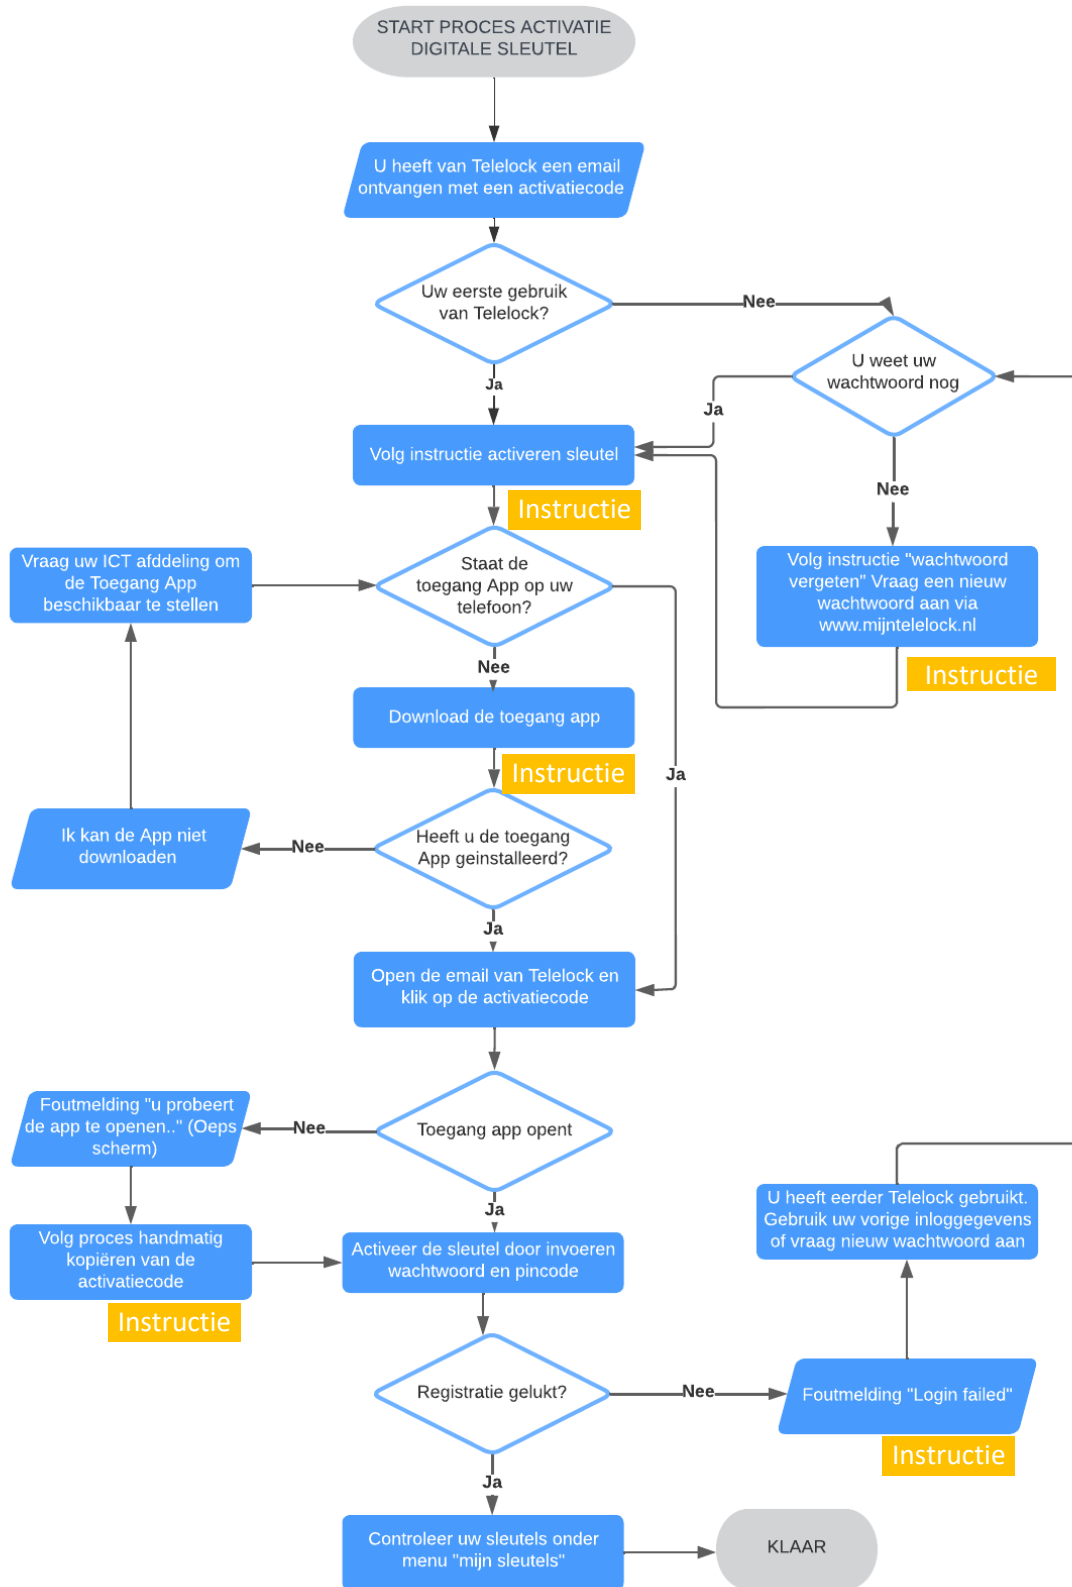 START PROCES ACTIVATIE
DIGITALE SLEUTEL
U heeft van Telelock een email
ontvangen met een activatiecode
Uw eerste gebruik
van Telelock?
Nee
U weet uw
wachtwoord nog
Ja
Ja
Volg instructie activeren sleutel
Nee
Instructie
Vraag uw ICT afddeling om
de Toegang App
beschikbaar te stellen
Staat de
toegang App op uw
telefoon?
Volg instructie "wachtwoord
vergeten" Vraag een nieuw
wachtwoord aan via
www.mijntelelock.nl
Instructie
Nee
Download de toegang app
Instructie
Ja
Ik kan de App niet
downloaden
Nee
Heeft u de toegang
App geinstalleerd?
Ja
Open de email van Telelock en
klik op de activatiecode
Foutmelding "u probeert
de app te openen.." (Oeps
scherm)
Nee
Toegang app opent
Ja
U heeft eerder Telelock gebruikt.
Gebruik uw vorige inloggegevens
of vraag nieuw wachtwoord aan
Volg proces handmatig
kopiëren van de
activatiecode
Instructie
Activeer de sleutel door invoeren
wachtwoord en pincode
Registratie gelukt?
Nee
Foutmelding "Login failed"
Instructie
Ja
Controleer uw sleutels onder
menu "mijn sleutels"
KLAAR